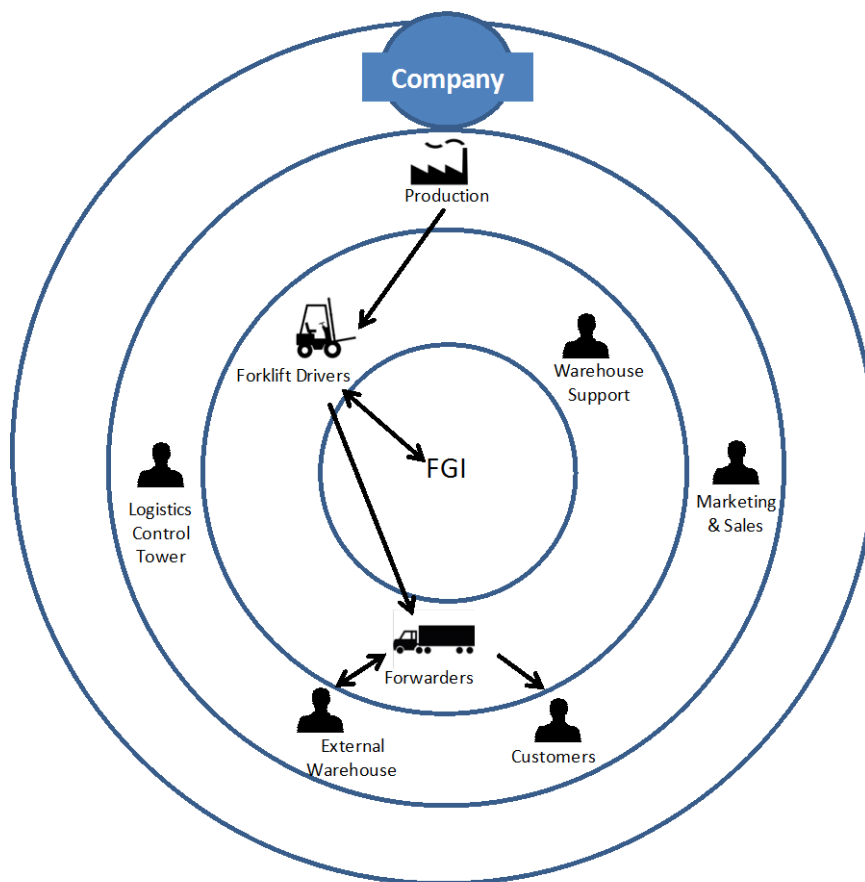 Company
Production
Forklift Drivers
Warehouse
Support
FGI
Logistics
Control
Tower
Marketing
& Sales
Forwarders
External
Warehouse
Customers